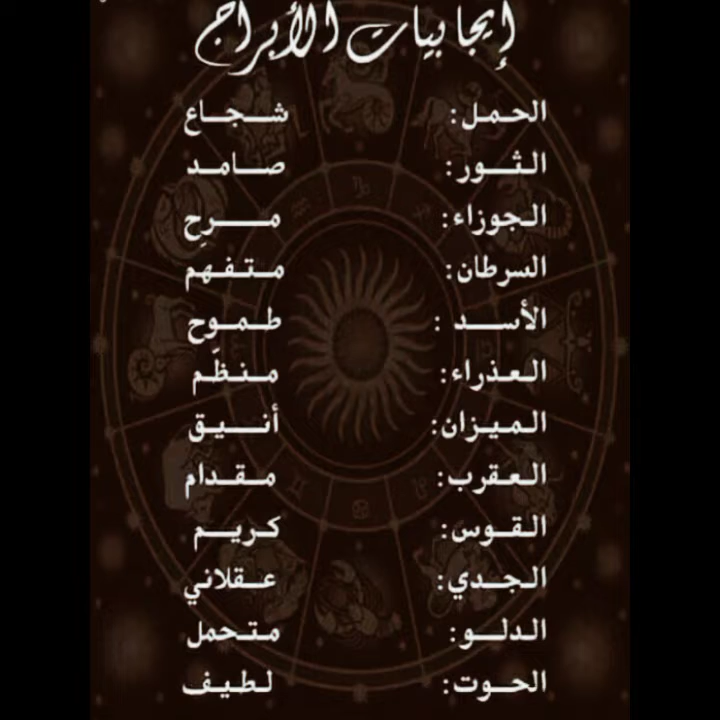 إيجابيات الأبراج
الحمل: شجاع
الثور: صامد
الجوزاء: مرِح
السرطان: متفهم
الأسد : طموح
العذراء: منظّم
الميزان: أنيق
العقرب: مقدام
القوس: كريم
الجدي: عقلاني
الدلو: متحمل
الحوت: لطيف